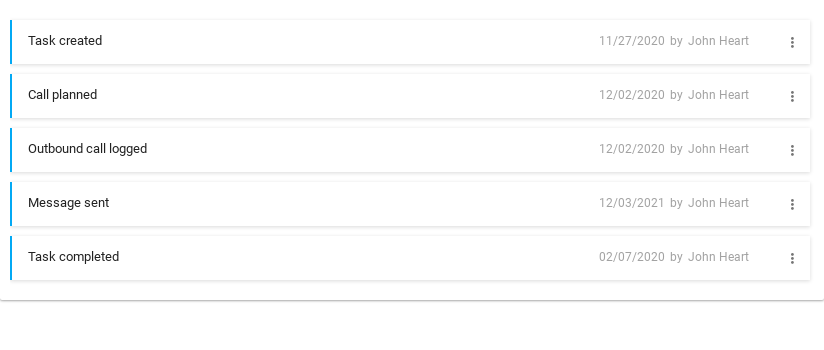 Task created 11/27/2020 by John Heart
Call planned 12/02/2020 by John Heart
Outbound call logged 12/02/2020 by John Heart
Message sent 12/03/2021 by John Heart
Task completed 02/07/2020 by John Heart